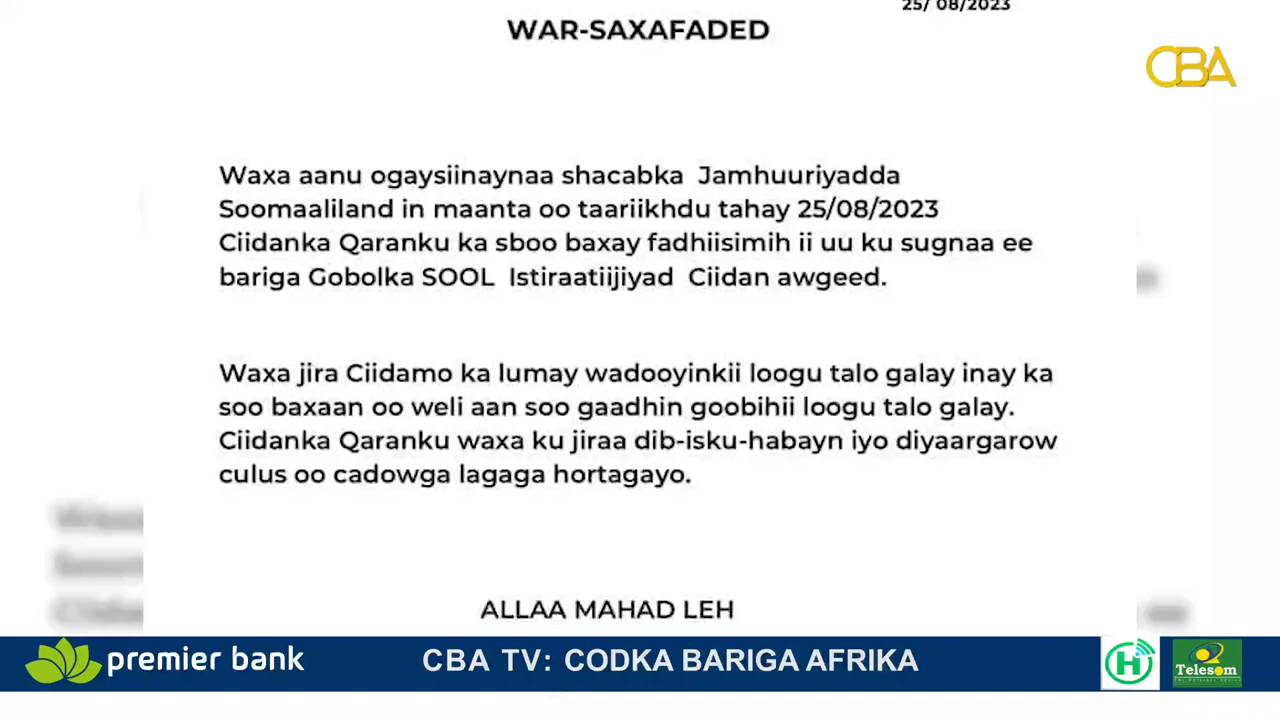 25/ 08/2023
WAR-SAXAFADED
CBA
Waxa aanu ogaysiinaynaa shacabka Jamhuuriyadda
Soomaaliland in maanta oo taariikhdu tahay 25/08/2023
Ciidanka Qaranku ka sboo baxay fadhiisimih ii uu ku sugnaa ee
bariga Gobolka SOOL Istiraatiijiyad Ciidan awgeed.
Waxa jira Ciidamo ka lumay wadooyinkii loogu talo galay inay ka
soo baxaan oo weli aan soo gaadhin goobihii loogu talo galay.
Ciidanka Qaranku waxa ku jiraa dib-isku-habayn iyo diyaargarow
culus oo cadowga lagaga hortagayo.
ALLAA MAHAD LEH
premier bank
CBA TV: CODKA BARIGA AFRIKA
H
Telesom